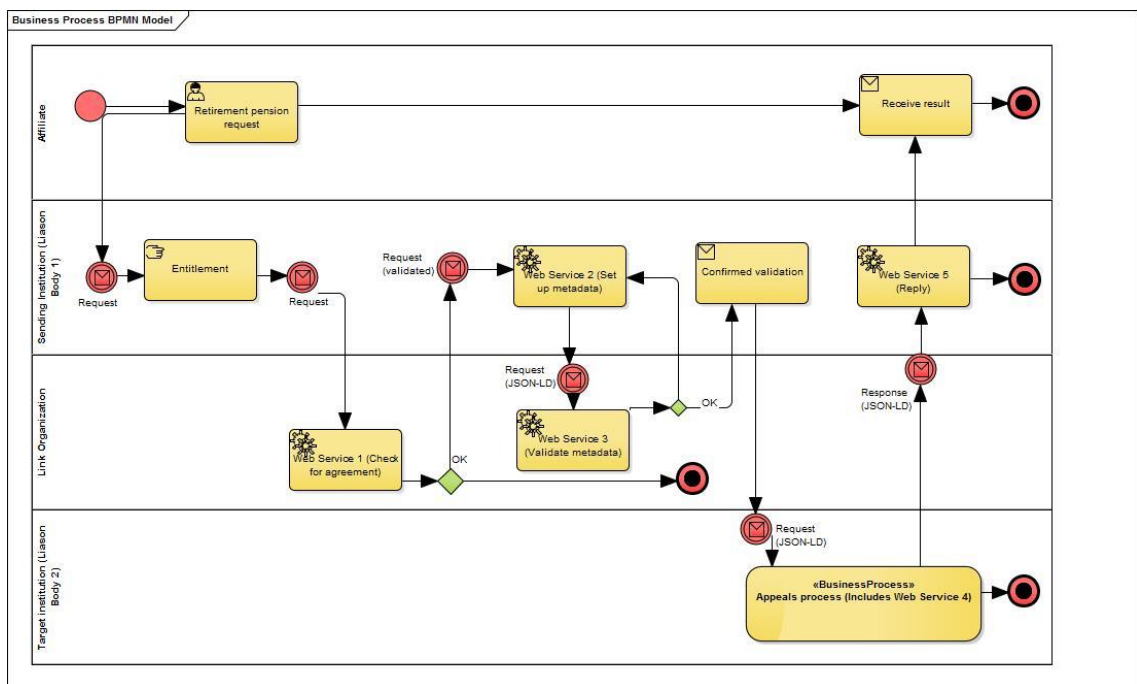 Business Process BPMN Model
Affiliate
Retirement pension
request
Receive result
Sending Institution (Liason
Body 1)
Request
Entitlement
Request
Request
(validated)
Web Service 2 (Set
up metadata)
Confirmed validation
Web Service 5
(Reply)
Link Organization
Web Service 1 (Check
for agreement)
OK
Request
(JSON-LD)
Web Service 3
(Validate metadata)
OK
Response
(JSON-LD)
Target institution (Liason
Body 2)
Request
(JSON-LD)
«BusinessProcess»
Appeals process (Includes Web Service 4)